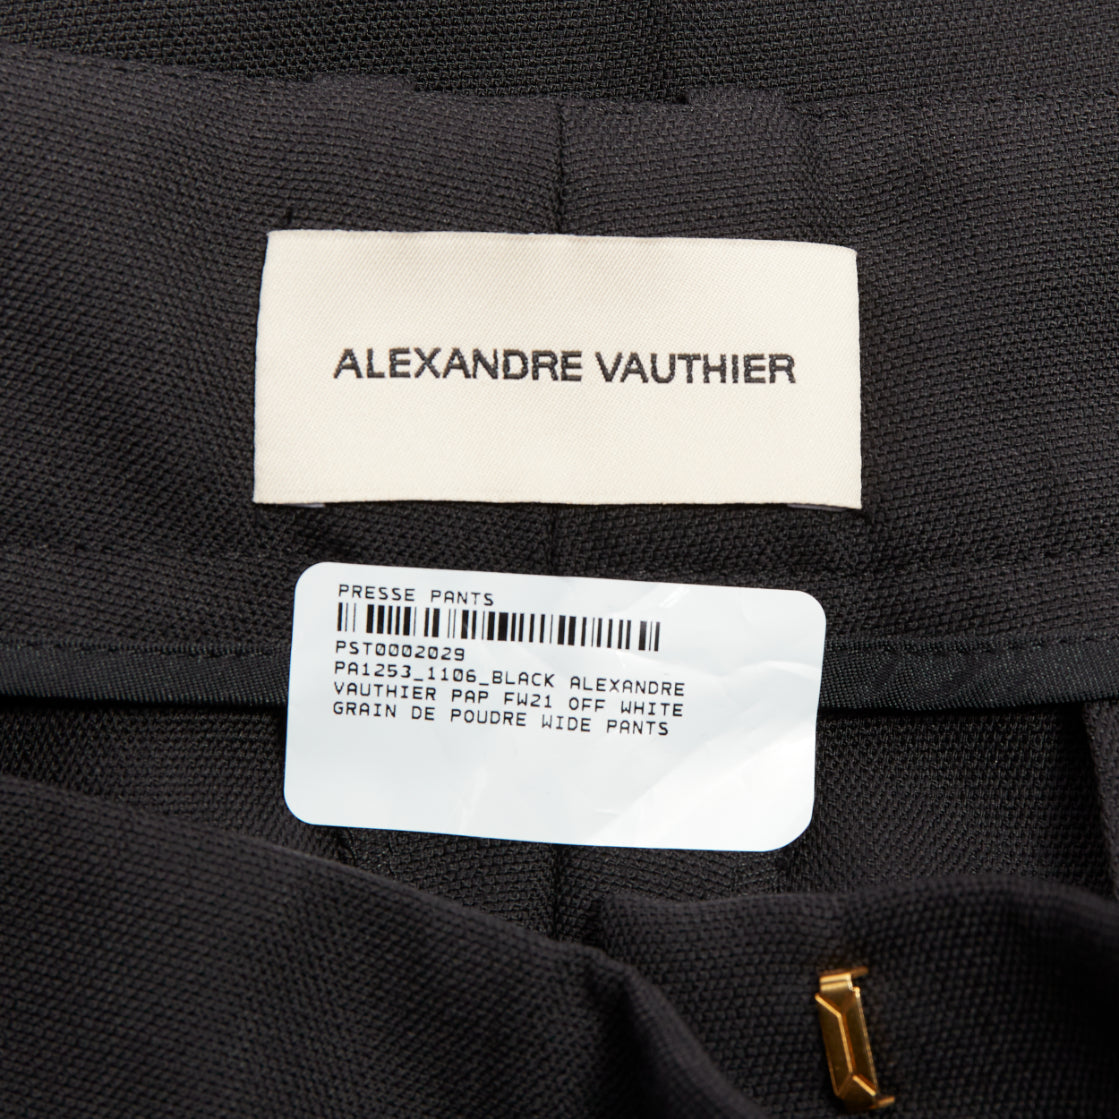 ALEXANDRE VAUTHIER
PRESSE PANTS
PST0002029
PA1253_1106_BLACK ALEXANDRE
VAUTHIER PAP FW21 OFF WHITE
GRAIN DE POUDRE WIDE PANTS